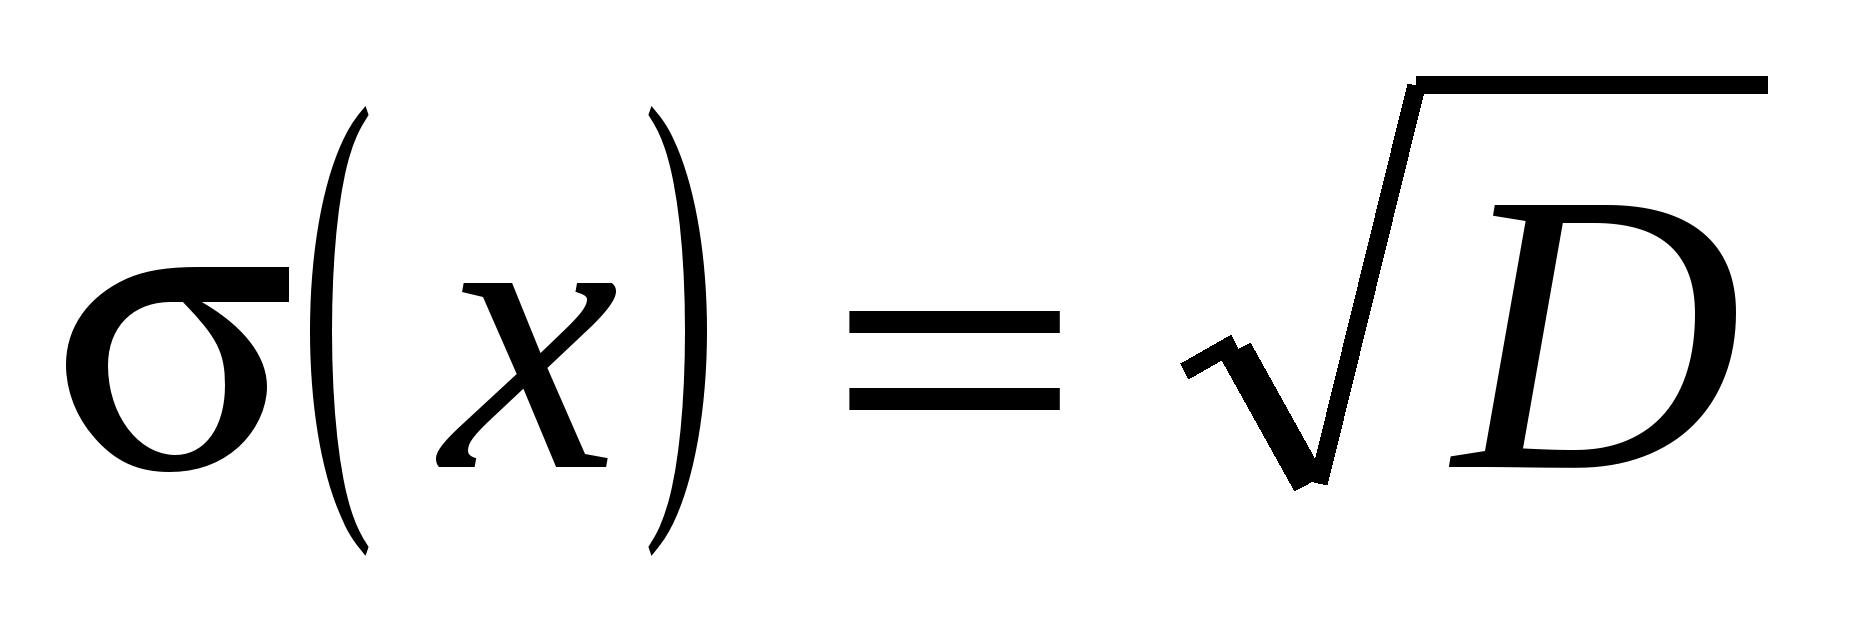 σ(x) = √D